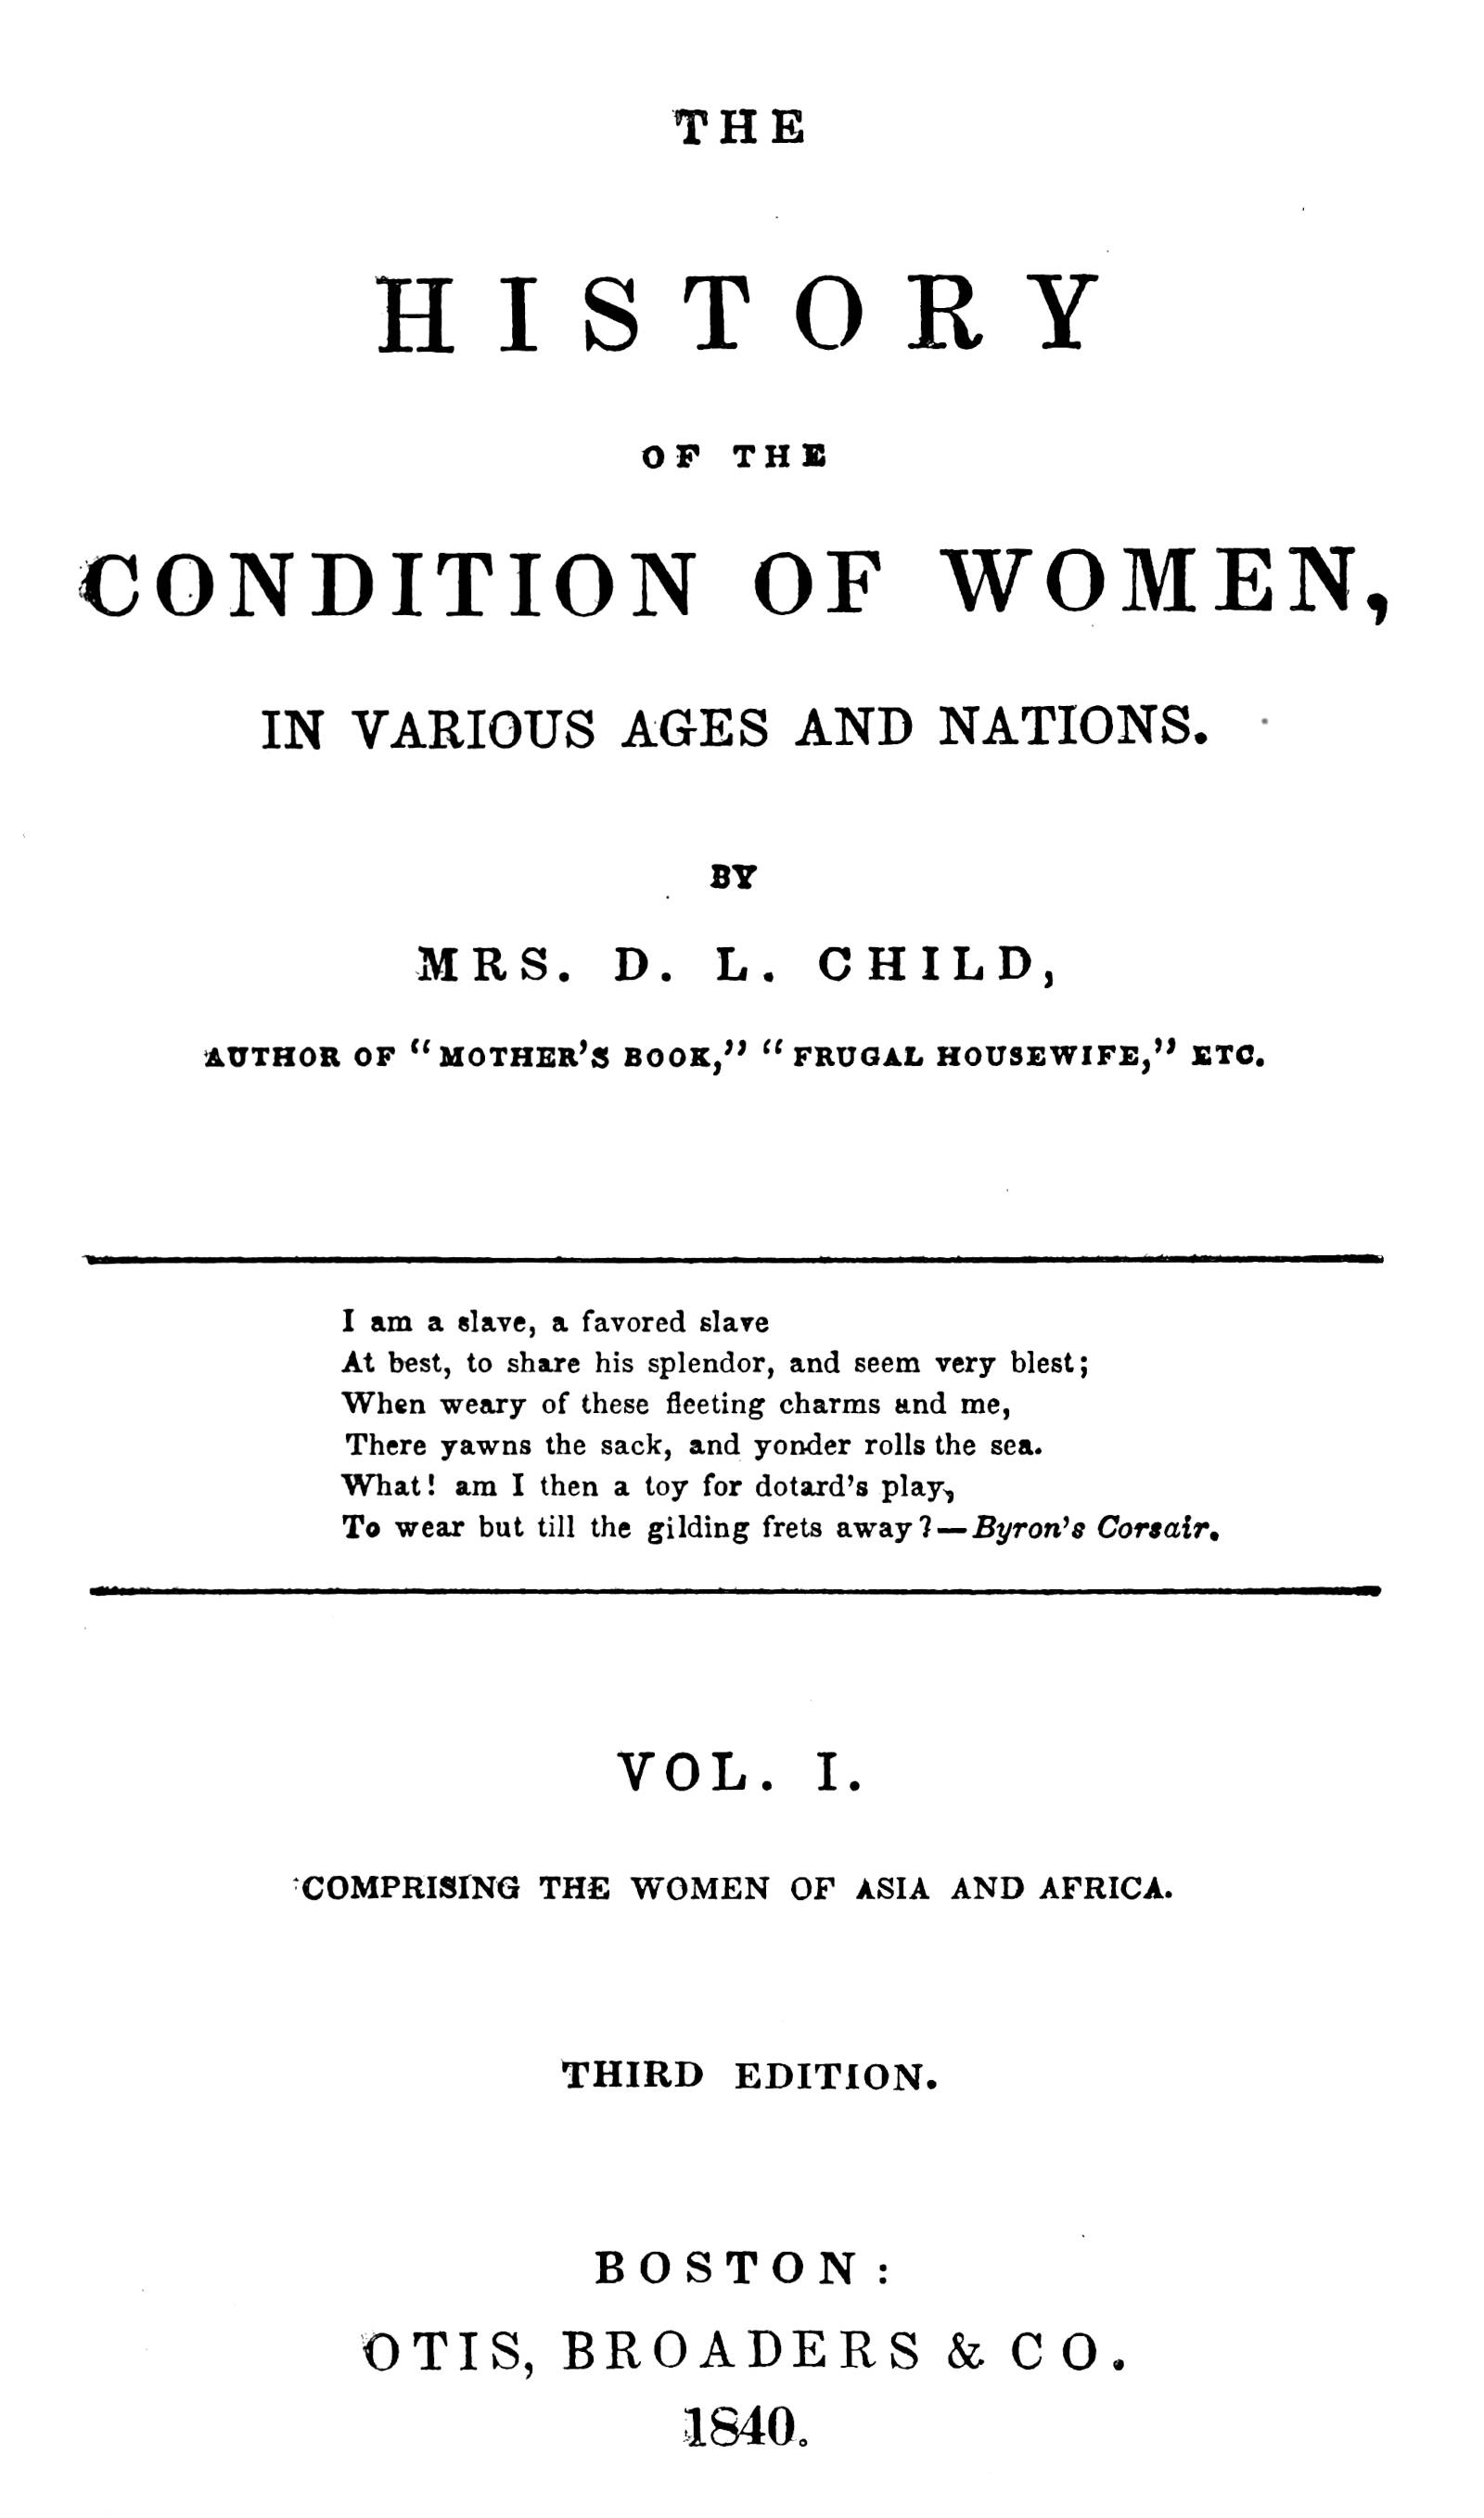 THE
HISTORY
OF THE
CONDITION OF WOMEN,
IN VARIOUS AGES AND NATIONS.
BY
MRS. D. L. CHILD,
AUTHOR OF “MOTHER’S BOOK,” “FRUGAL HOUSEWIFE,” ETC.
I am a slave, a favored slave
At best, to share his splendor, and seem very blest;
When weary of these fleeting charms and me,
There yawns the sack, and yonder rolls the sea.
What! am I then a toy for dotard’s play,
To wear but till the gilding frets away?—Byron’s Corsair.
VOL. I.
COMPRISING THE WOMEN OF ASIA AND AFRICA.
THIRD EDITION.
BOSTON:
OTIS, BROADERS & CO.
1840.